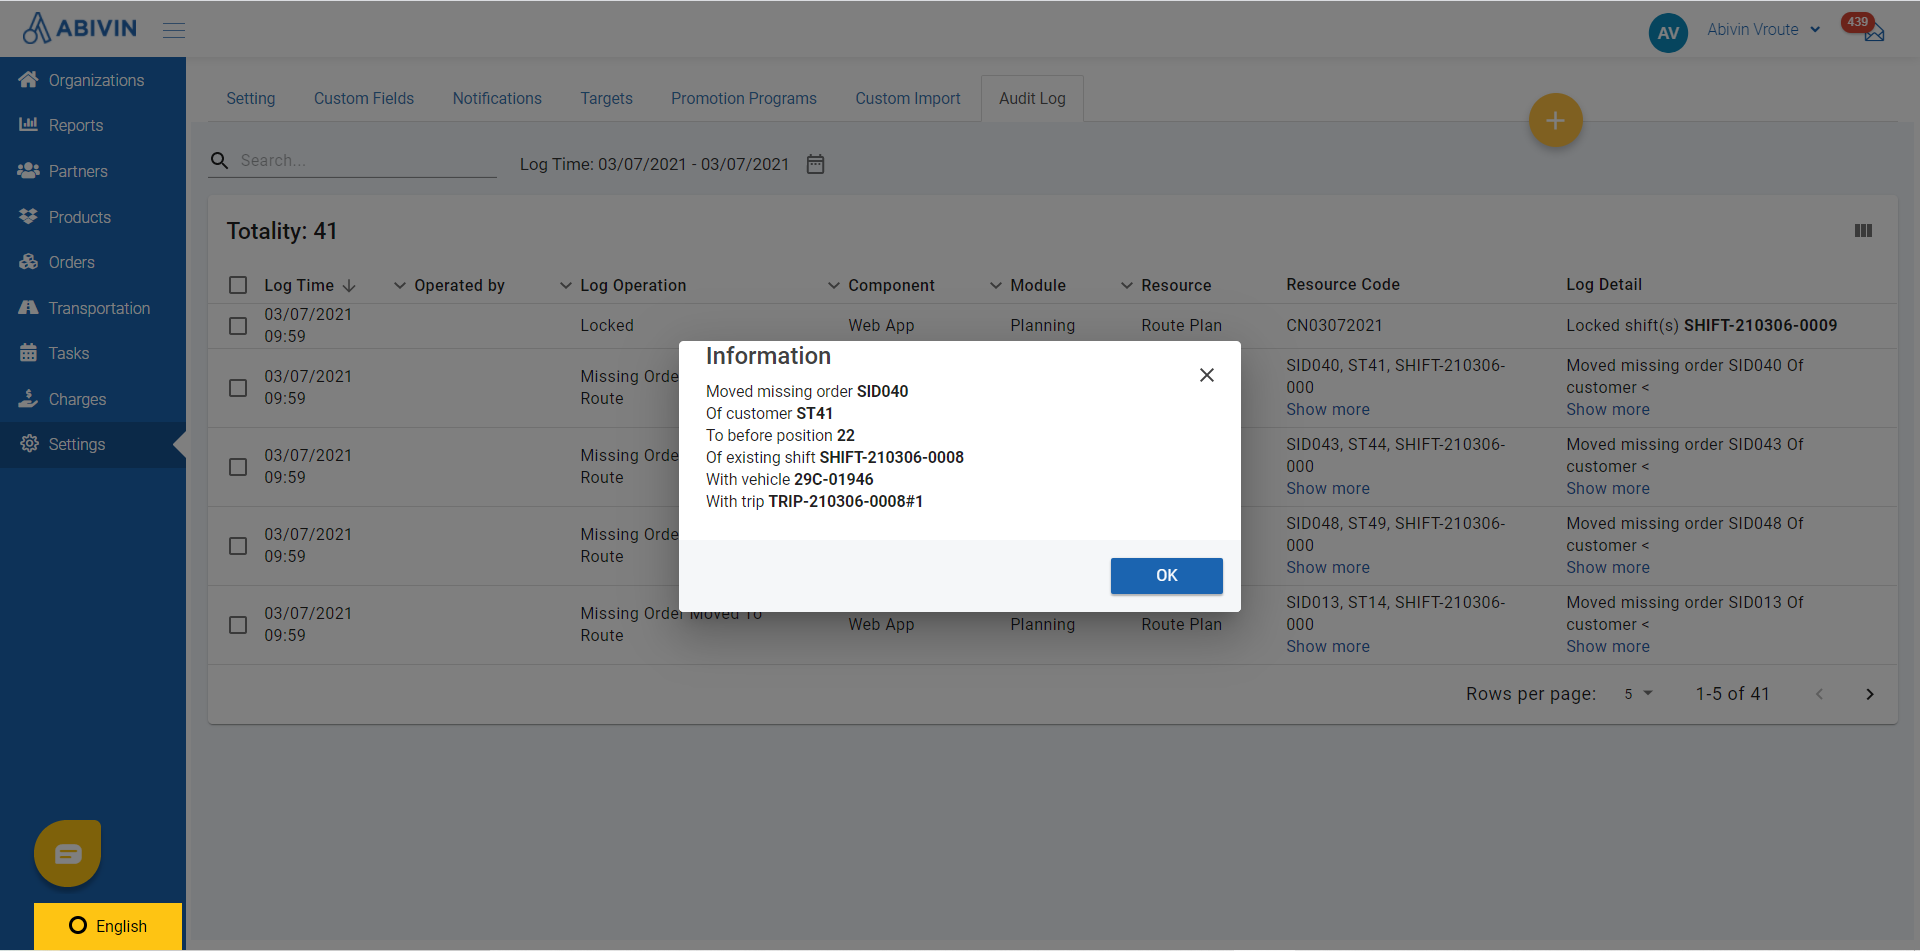 ABIVIN
AV
Abivin Vroute
439
Organizations
Reports
Partners
Products
Orders
Transportation
Tasks
Charges
Settings
English
Setting
Custom Fields
Notifications
Targets
Promotion Programs
Custom Import
Audit Log
+
Search...
Log Time: 03/07/2021 - 03/07/2021
Totality: 41
Log Time
Operated by
Log Operation
Component
Module
Resource
Resource Code
Log Detail
03/07/2021
09:59
Locked
Web App
Planning
Route Plan
CN03072021
Locked shift(s) SHIFT-210306-0009
03/07/2021
09:59
Missing Orde
Route
SID040, ST41, SHIFT-210306-
000
Show more
Moved missing order SID040 Of
customer <
Show more
03/07/2021
09:59
Missing Orde
Route
SID043, ST44, SHIFT-210306-
000
Show more
Moved missing order SID043 Of
customer <
Show more
03/07/2021
09:59
Missing Orde
Route
SID048, ST49, SHIFT-210306-
000
Show more
Moved missing order SID048 Of
customer <
Show more
03/07/2021
09:59
Missing Order Moved To
Route
Web App
Planning
Route Plan
SID013, ST14, SHIFT-210306-
000
Show more
Moved missing order SID013 Of
customer <
Show more
Rows per page:
5
1-5 of 41
Information
Moved missing order SID040
Of customer ST41
To before position 22
Of existing shift SHIFT-210306-0008
With vehicle 29C-01946
With trip TRIP-210306-0008#1
OK